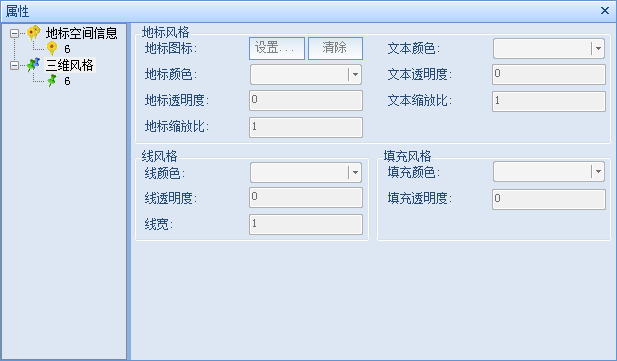 属性
地标空间信息
6
三维风格
6
地标风格
地标图标: 设置... 清除
文本颜色:
地标颜色:
文本透明度: 0
地标透明度: 0
文本缩放比: 1
地标缩放比: 1
线风格
线颜色:
线透明度: 0
线宽: 1
填充风格
填充颜色:
填充透明度: 0